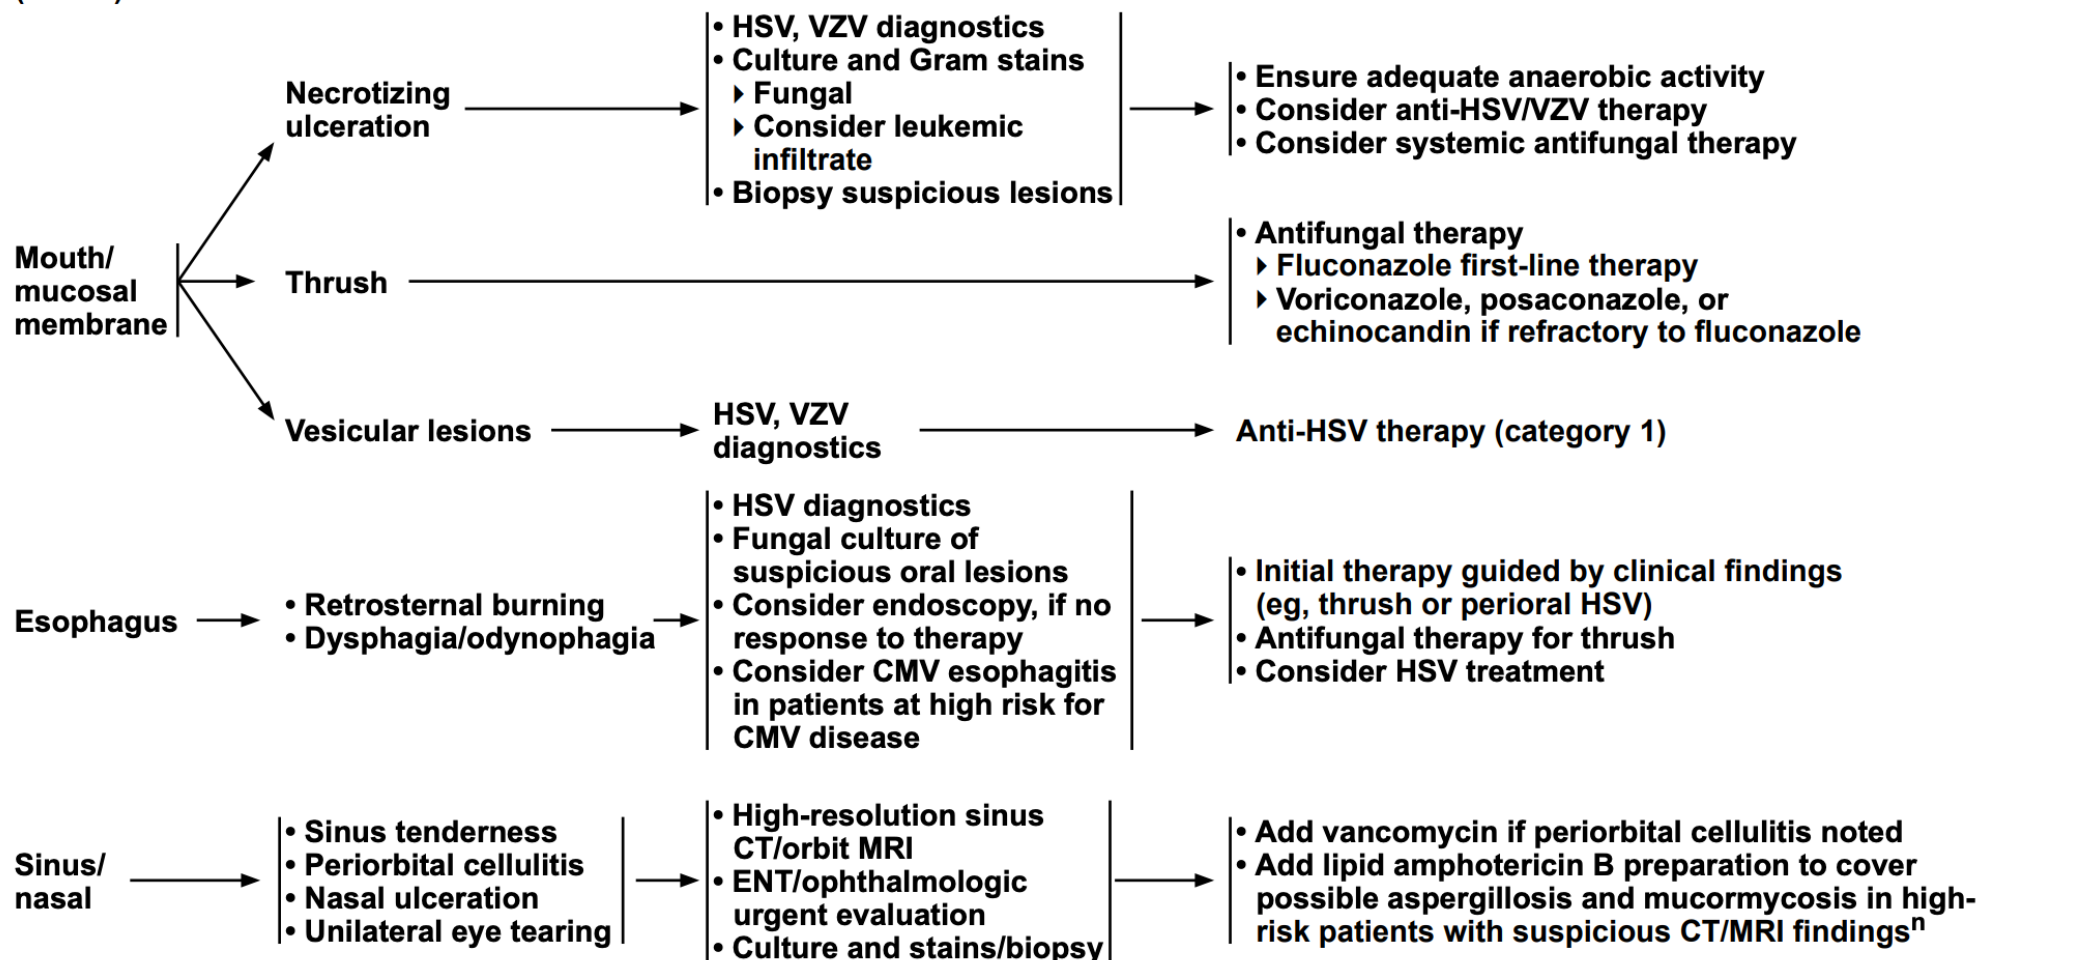 • HSV, VZV diagnostics
• Culture and Gram stains
‣ Fungal
‣ Consider leukemic
infiltrate
• Biopsy suspicious lesions
Necrotizing
ulceration
• Ensure adequate anaerobic activity
• Consider anti-HSV/VZV therapy
• Consider systemic antifungal therapy
Mouth/
mucosal
membrane
Thrush
• Antifungal therapy
‣ Fluconazole first-line therapy
‣ Voriconazole, posaconazole, or
echinocandin if refractory to fluconazole
Vesicular lesions
HSV, VZV
diagnostics
Anti-HSV therapy (category 1)
Esophagus
• Retrosternal burning
• Dysphagia/odynophagia
• HSV diagnostics
• Fungal culture of
suspicious oral lesions
• Consider endoscopy, if no
response to therapy
• Consider CMV esophagitis
in patients at high risk for
CMV disease
• Initial therapy guided by clinical findings
(eg, thrush or perioral HSV)
• Antifungal therapy for thrush
• Consider HSV treatment
Sinus/
nasal
• Sinus tenderness
• Periorbital cellulitis
• Nasal ulceration
• Unilateral eye tearing
• High-resolution sinus
CT/orbit MRI
• ENT/ophthalmologic
urgent evaluation
• Culture and stains/biopsy
• Add vancomycin if periorbital cellulitis noted
• Add lipid amphotericin B preparation to cover
possible aspergillosis and mucormycosis in high-
risk patients with suspicious CT/MRI findingsⁿ